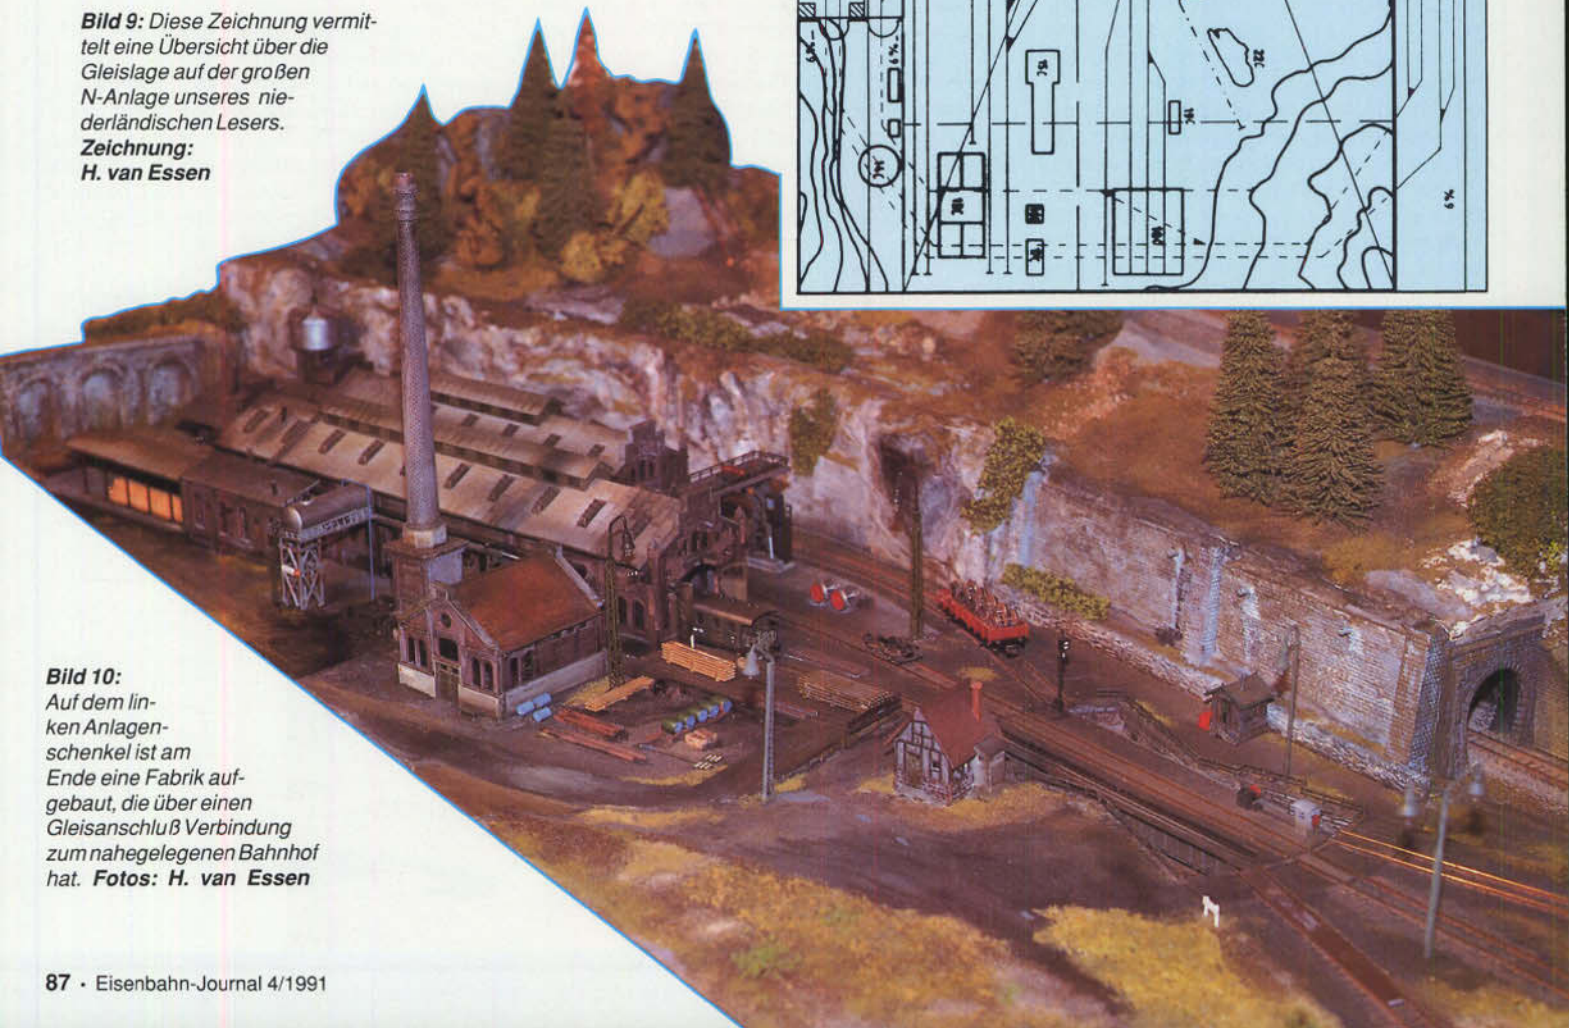 Bild 9: Diese Zeichnung vermit-
telt eine Übersicht über die
Gleislage auf der großen
N-Anlage unseres nie-
derländischen Lesers.
Zeichnung:
H. van Essen
Bild 10:
Auf dem lin-
ken Anlagen-
schenkel ist am
Ende eine Fabrik auf-
gebaut, die über einen
Gleisanschluß Verbindung
zum nahegelegenen Bahnhof
hat. Fotos: H. van Essen
87 · Eisenbahn-Journal 4/1991